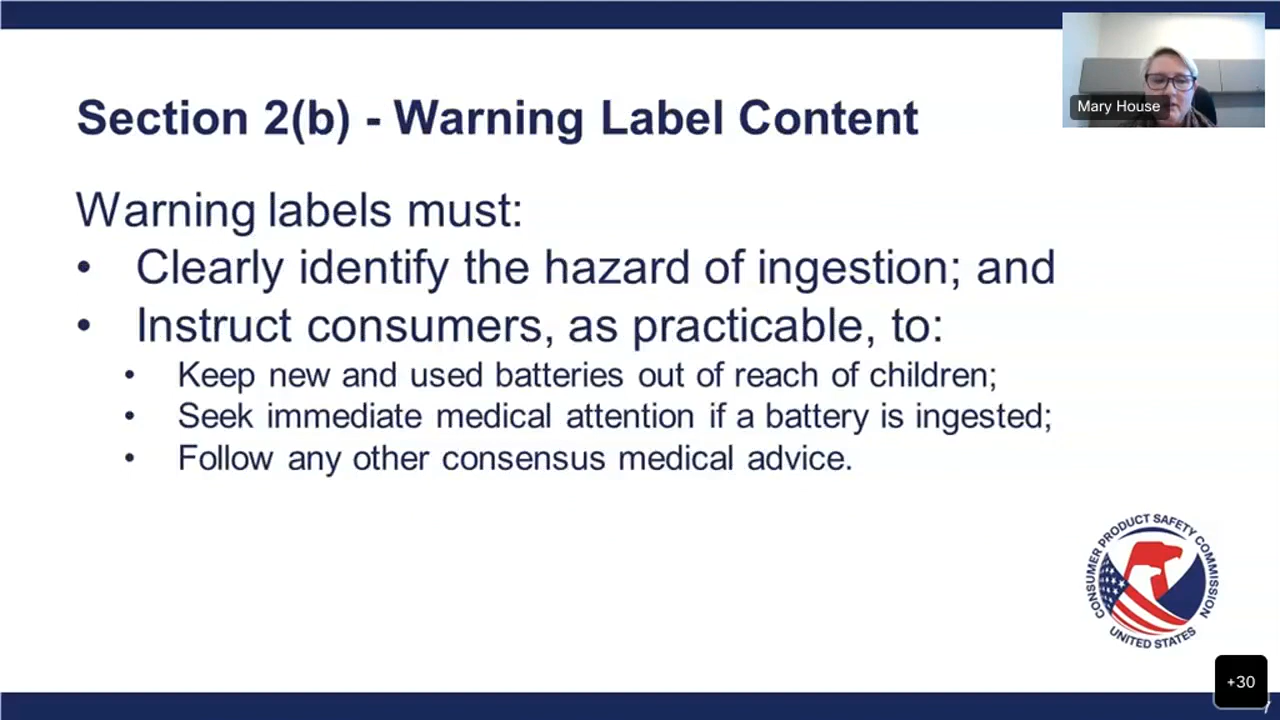 Section 2(b) - Warning Label Content
Mary House
Warning labels must:
• Clearly identify the hazard of ingestion; and
• Instruct consumers, as practicable, to:
• Keep new and used batteries out of reach of children;
• Seek immediate medical attention if a battery is ingested;
• Follow any other consensus medical advice.
CONSUMER PRODUCT SAFETY COMMISSION
UNITED STATES
+30
7